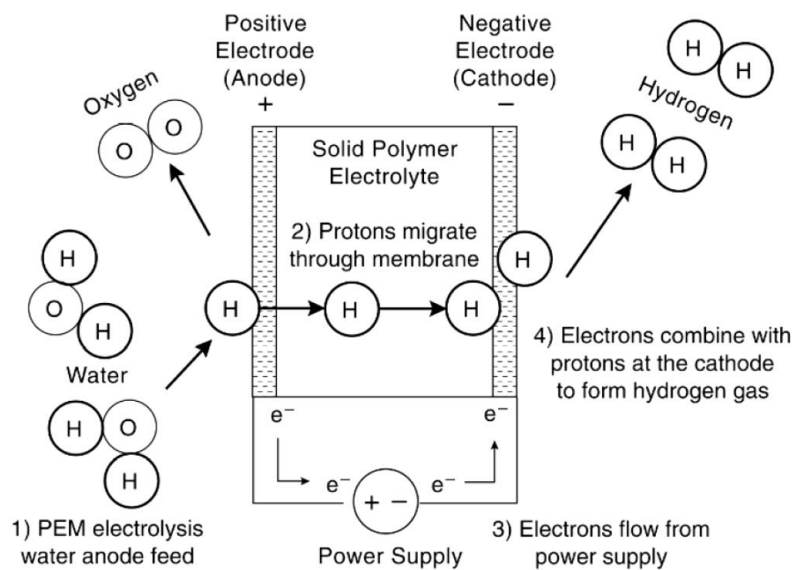 Positive
Electrode
(Anode)
+
Negative
Electrode
(Cathode)
−
Oxygen
O
O
Hydrogen
H
H
H
H
Solid Polymer
Electrolyte
2) Protons migrate
through membrane
H
H
H
H
H
O
H
Water
H
O
H
4) Electrons combine with
protons at the cathode
to form hydrogen gas
e⁻
e⁻
e⁻
e⁻
+ −
1) PEM electrolysis
water anode feed
Power Supply
3) Electrons flow from
power supply